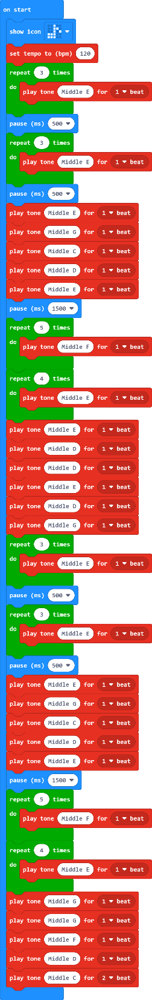 on start
show icon
set tempo to (bpm) 120
repeat 3 times
do play tone Middle E for 1 beat
pause (ms) 500
repeat 3 times
do play tone Middle E for 1 beat
pause (ms) 500
play tone Middle E for 1 beat
play tone Middle G for 1 beat
play tone Middle C for 1 beat
play tone Middle D for 1 beat
play tone Middle E for 1 beat
pause (ms) 1500
repeat 5 times
do play tone Middle F for 1 beat
repeat 4 times
do play tone Middle E for 1 beat
play tone Middle E for 1 beat
play tone Middle D for 1 beat
play tone Middle D for 1 beat
play tone Middle E for 1 beat
play tone Middle D for 1 beat
play tone Middle G for 1 beat
repeat 3 times
do play tone Middle E for 1 beat
pause (ms) 500
repeat 3 times
do play tone Middle E for 1 beat
pause (ms) 500
play tone Middle E for 1 beat
play tone Middle G for 1 beat
play tone Middle C for 1 beat
play tone Middle D for 1 beat
play tone Middle E for 1 beat
pause (ms) 1500
repeat 5 times
do play tone Middle F for 1 beat
repeat 4 times
do play tone Middle E for 1 beat
play tone Middle G for 1 beat
play tone Middle G for 1 beat
play tone Middle F for 1 beat
play tone Middle D for 1 beat
play tone Middle C for 2 beat